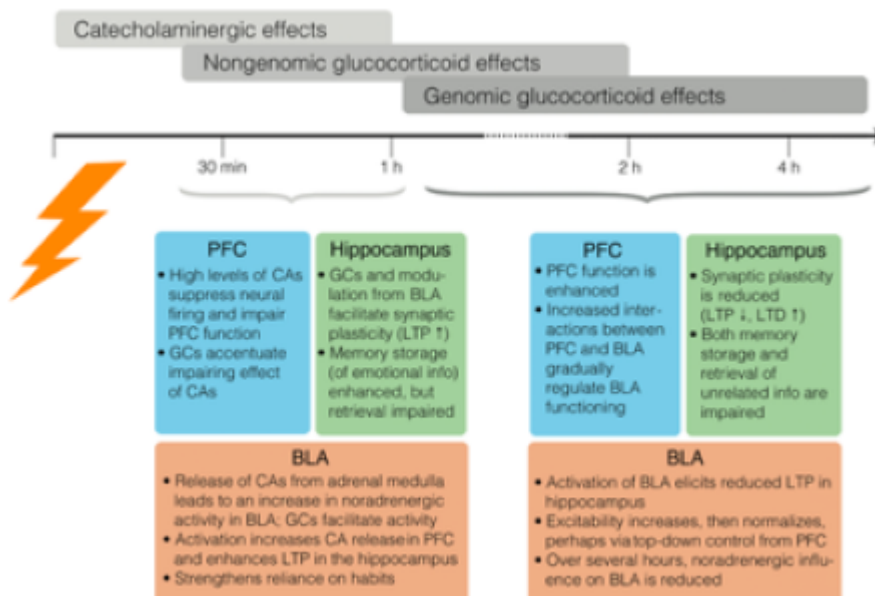 Catecholaminergic effects
Nongenomic glucocorticoid effects
Genomic glucocorticoid effects
30 min
1 h
2 h
4 h
PFC
• High levels of CAs
suppress neural
firing and impair
PFC function
• GCs accentuate
impairing effect
of CAs
Hippocampus
• GCs and modu-
lation from BLA
facilitate synaptic
plasticity (LTP ↑)
• Memory storage
(of emotional info)
enhanced, but
retrieval impaired
BLA
• Release of CAs from adrenal medulla
leads to an increase in noradrenergic
activity in BLA; GCs facilitate activity
• Activation increases CA release in PFC
and enhances LTP in the hippocampus
• Strengthens reliance on habits
PFC
• PFC function is
enhanced
• Increased inter-
actions between
PFC and BLA
gradually
regulate BLA
functioning
Hippocampus
• Synaptic plasticity
is reduced
(LTP ↓, LTD ↑)
• Both memory
storage and
retrieval of
unrelated info are
impaired
BLA
• Activation of BLA elicits reduced LTP in
hippocampus
• Excitability increases, then normalizes,
perhaps via top-down control from PFC
• Over several hours, noradrenergic influ-
ence on BLA is reduced